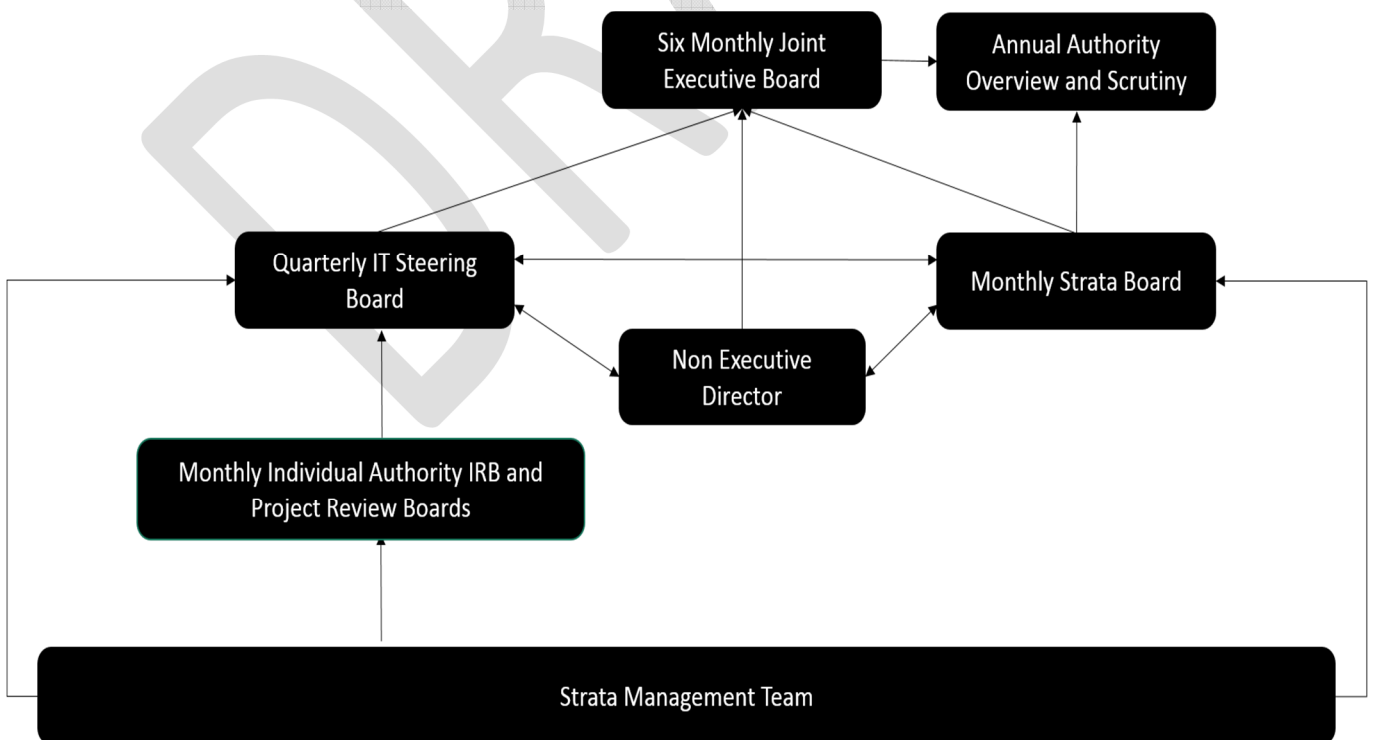 Six Monthly Joint
Executive Board
Annual Authority
Overview and Scrutiny
Quarterly IT Steering
Board
Monthly Strata Board
Non Executive
Director
Monthly Individual Authority IRB and
Project Review Boards
Strata Management Team